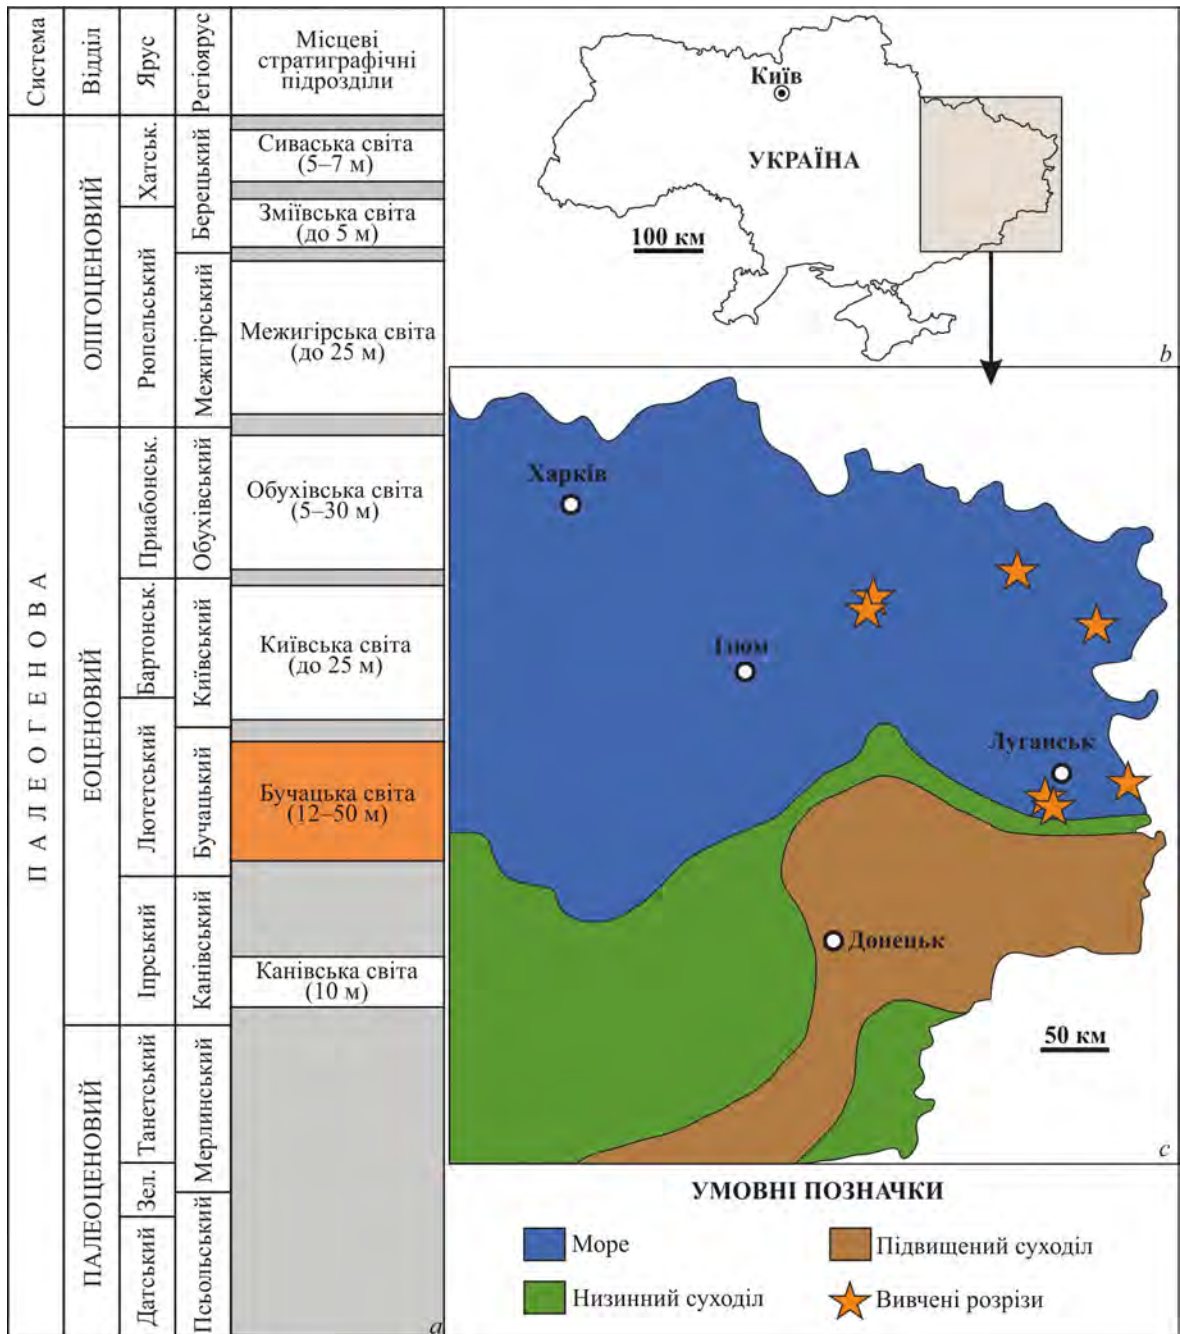 Система
Відділ
Ярус
Регіоярус
Місцеві
стратиграфічні
підрозділи
ПАЛЕОГЕНОВА
ОЛІГОЦЕНОВИЙ
ЕОЦЕНОВИЙ
ПАЛЕОЦЕНОВИЙ
Хатськ.
Рюпельський
Приабонськ.
Бартонськ.
Лютетський
Іпрський
Танетський
Зел.
Датський
Берецький
Межигірський
Обухівський
Київський
Бучацький
Канівський
Мерлинський
Псьольський
Сиваська світа
(5–7 м)
Зміївська світа
(до 5 м)
Межигірська світа
(до 25 м)
Обухівська світа
(5–30 м)
Київська світа
(до 25 м)
Бучацька світа
(12–50 м)
Канівська світа
(10 м)
a
Київ
УКРАЇНА
100 км
b
Харків
Ізюм
Луганськ
Донецьк
50 км
c
УМОВНІ ПОЗНАЧКИ
Море
Підвищений суходіл
Низинний суходіл
Вивчені розрізи